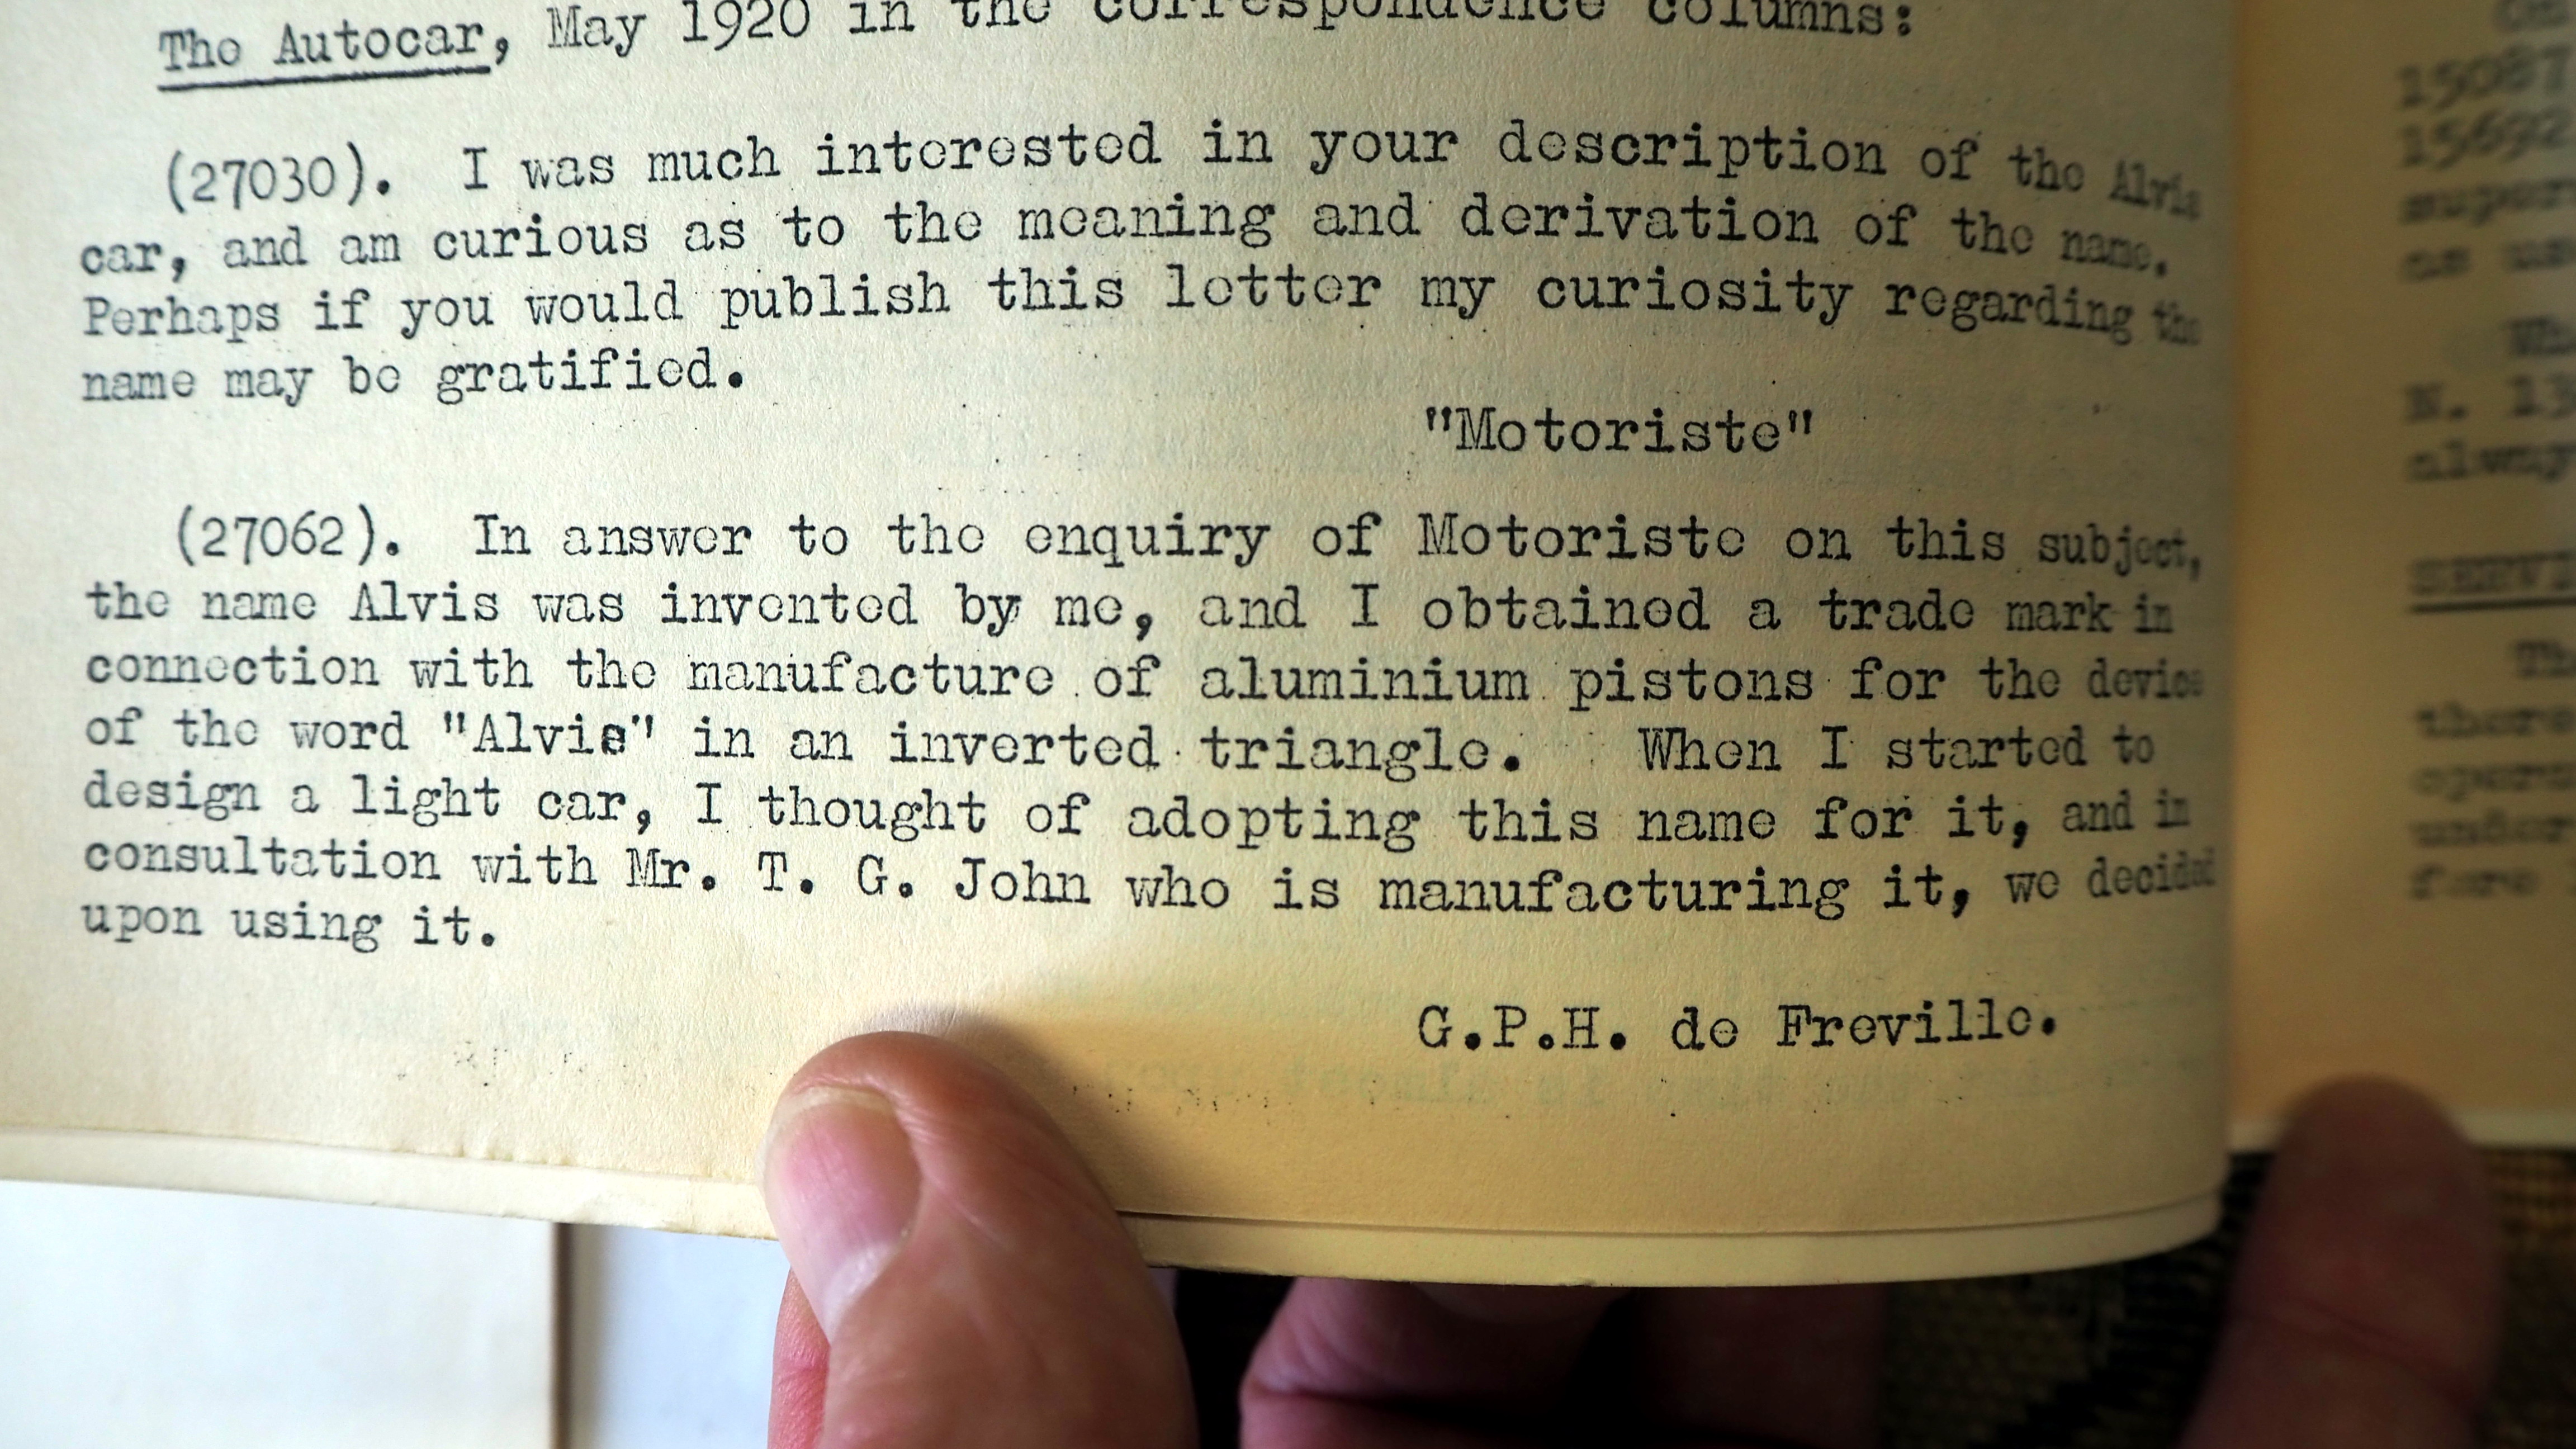 The Autocar, May 1920 in the correspondence columns:
(27030). I was much interested in your description of the Alvis
car, and am curious as to the meaning and derivation of the name.
Perhaps if you would publish this letter my curiosity regarding the
name may be gratified.
"Motoriste"
(27062). In answer to the enquiry of Motoriste on this subject,
the name Alvis was invented by me, and I obtained a trade mark in
connection with the manufacture of aluminium pistons for the device
of the word "Alvis" in an inverted triangle. When I started to
design a light car, I thought of adopting this name for it, and in
consultation with Mr. T. G. John who is manufacturing it, we decided
upon using it.
G.P.H. de Freville.
15087
15692
as
N. 13